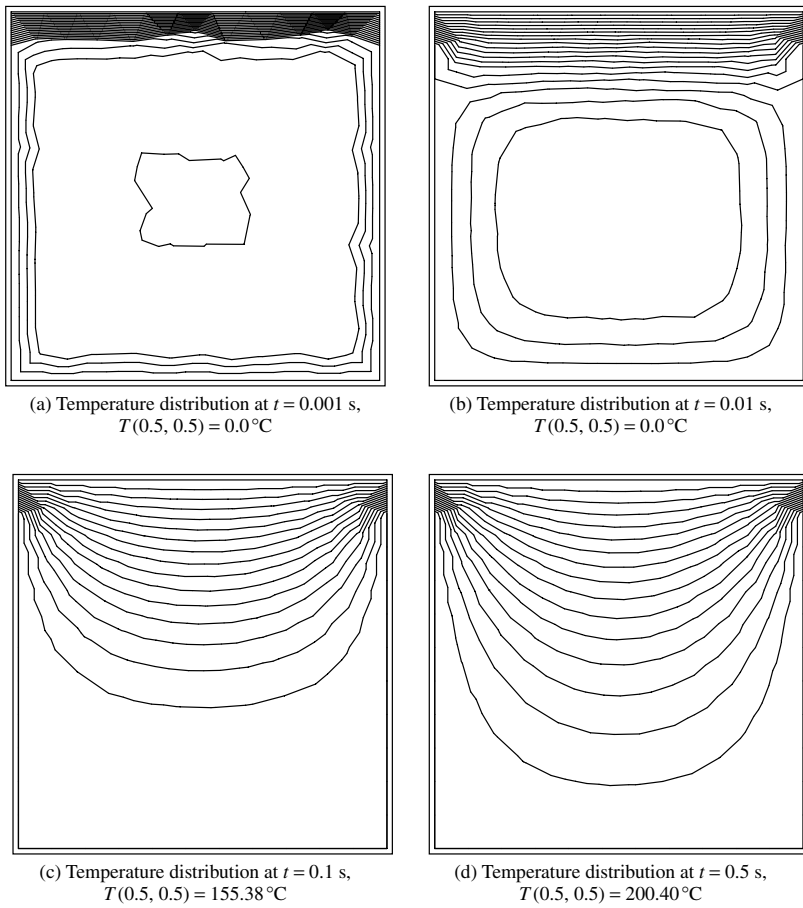 (a) Temperature distribution at t = 0.001 s,
T(0.5, 0.5) = 0.0 °C
(b) Temperature distribution at t = 0.01 s,
T(0.5, 0.5) = 0.0 °C
(c) Temperature distribution at t = 0.1 s,
T(0.5, 0.5) = 155.38 °C
(d) Temperature distribution at t = 0.5 s,
T(0.5, 0.5) = 200.40 °C